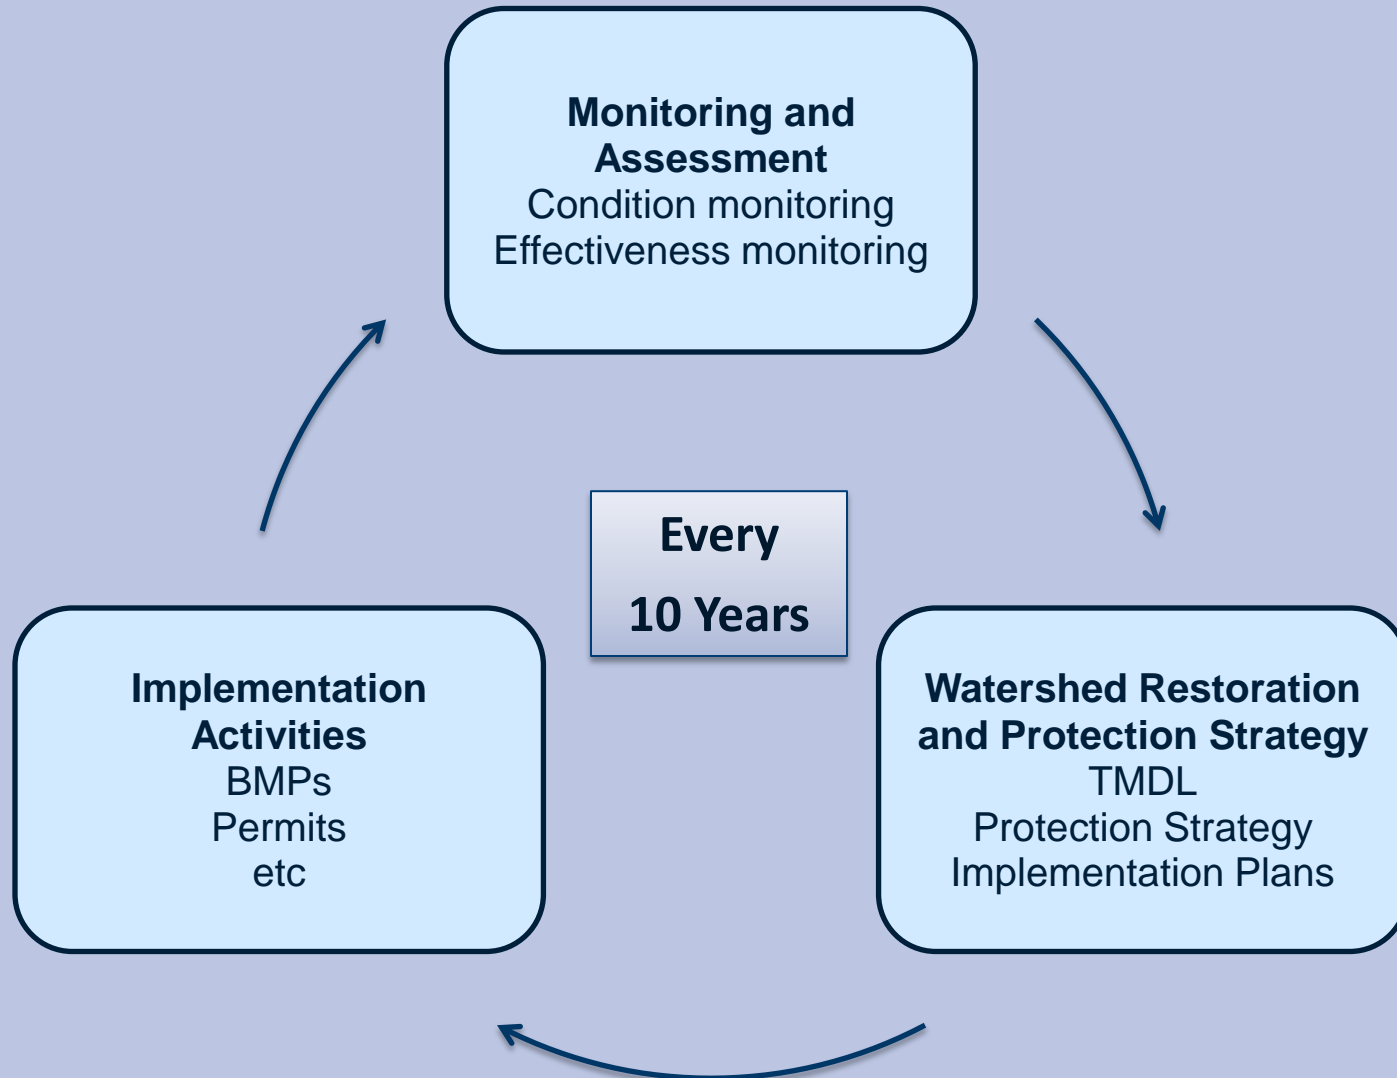 Monitoring and
Assessment
Condition monitoring
Effectiveness monitoring
Every
10 Years
Implementation
Activities
BMPs
Permits
etc
Watershed Restoration
and Protection Strategy
TMDL
Protection Strategy
Implementation Plans